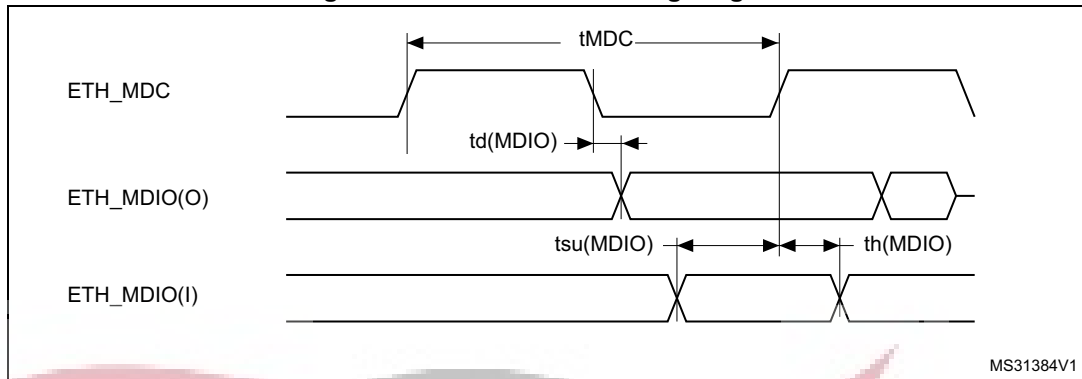 tMDC
ETH_MDC
td(MDIO)
ETH_MDIO(O)
tsu(MDIO)
th(MDIO)
ETH_MDIO(I)
MS31384V1